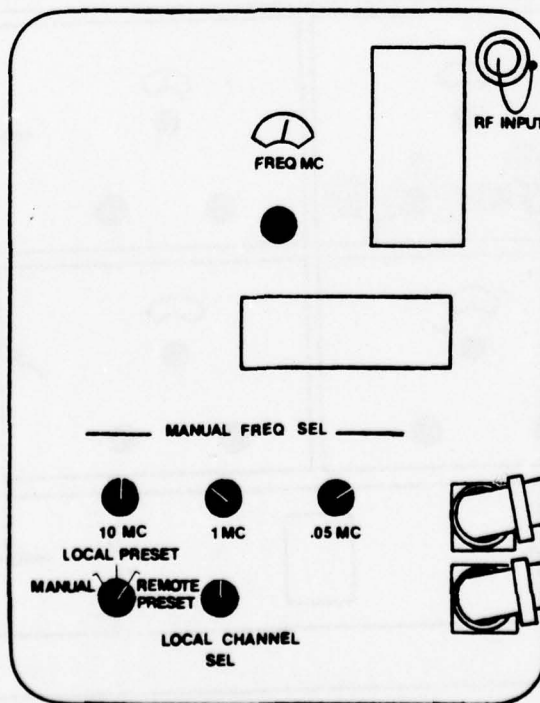 RF INPUT
FREQ MC
MANUAL FREQ SEL
10 MC
1 MC
.05 MC
LOCAL PRESET
MANUAL
REMOTE PRESET
LOCAL CHANNEL
SEL